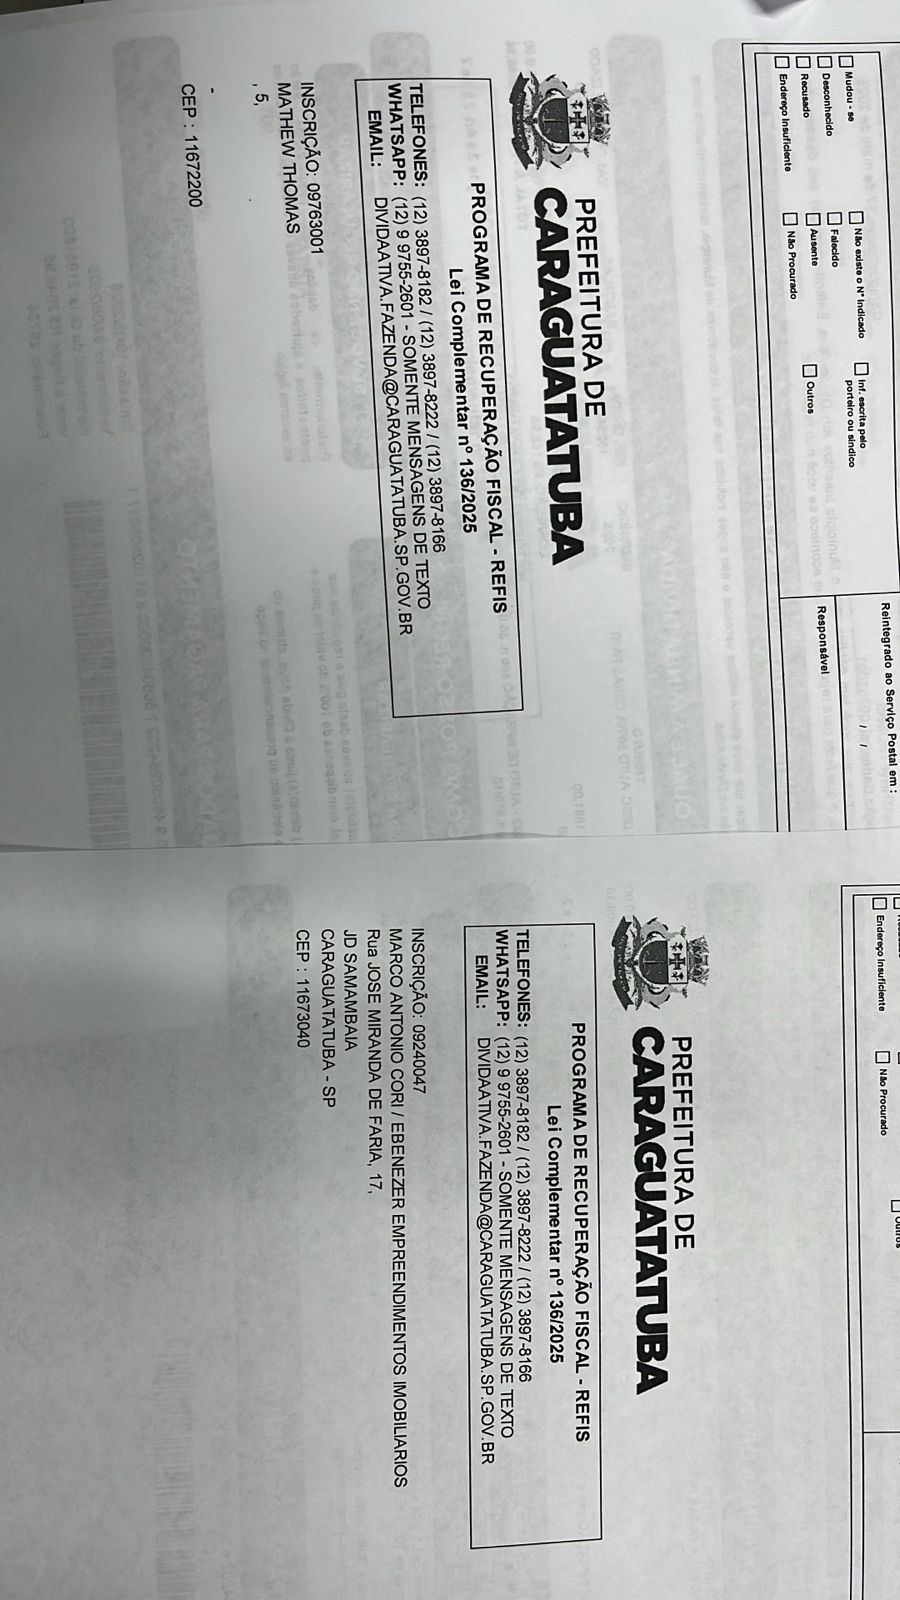 Reintegrado ao Serviço Postal em :
/ /
Responsável
Mudou - se
Desconhecido
Recusado
Endereço Insuficiente
Não existe o Nº Indicado
Falecido
Ausente
Não Procurado
Inf. escrita pelo
porteiro ou síndico
Outros
PREFEITURA DE
CARAGUATATUBA
PROGRAMA DE RECUPERAÇÃO FISCAL - REFIS
Lei Complementar nº 136/2025
TELEFONES: (12) 3897-8182 / (12) 3897-8222 / (12) 3897-8166
WHATSAPP: (12) 9 9755-2601 - SOMENTE MENSAGENS DE TEXTO
EMAIL: DIVIDAATIVA.FAZENDA@CARAGUATATUBA.SP.GOV.BR
INSCRIÇÃO: 09763001
MATHEW THOMAS
, 5,
-
CEP : 11672200
Endereço Insuficiente
Não Procurado
Outros
PREFEITURA DE
CARAGUATATUBA
PROGRAMA DE RECUPERAÇÃO FISCAL - REFIS
Lei Complementar nº 136/2025
TELEFONES: (12) 3897-8182 / (12) 3897-8222 / (12) 3897-8166
WHATSAPP: (12) 9 9755-2601 - SOMENTE MENSAGENS DE TEXTO
EMAIL: DIVIDAATIVA.FAZENDA@CARAGUATATUBA.SP.GOV.BR
INSCRIÇÃO: 09240047
MARCO ANTONIO CORI / EBENEZER EMPREENDIMENTOS IMOBILIARIOS
Rua JOSE MIRANDA DE FARIA, 17,
JD SAMAMBAIA
CARAGUATATUBA - SP
CEP : 11673040